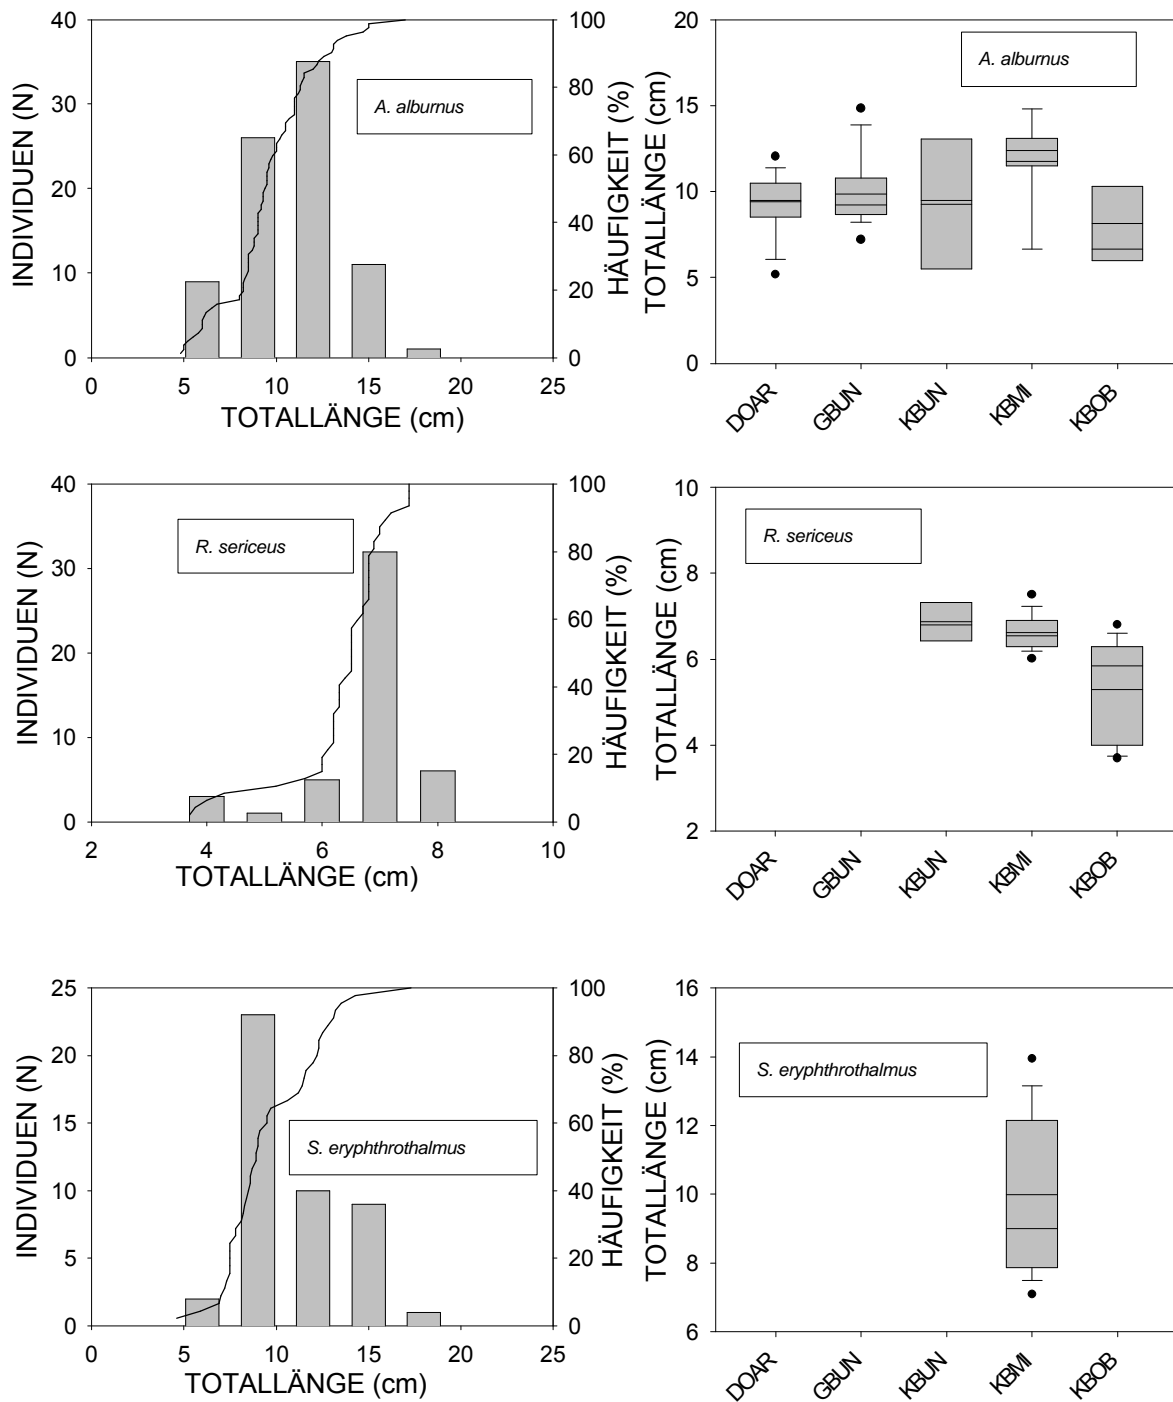 40
30
20
10
0
INDIVIDUEN (N)
100
80
60
40
20
0
HÄUFIGKEIT (%)
A. alburnus
0 5 10 15 20 25
TOTALLÄNGE (cm)
20
15
10
5
0
TOTALLÄNGE (cm)
A. alburnus
DOAR GBUN KBUN KBMI KBOB
40
30
20
10
0
INDIVIDUEN (N)
100
80
60
40
20
0
HÄUFIGKEIT (%)
R. sericeus
2 4 6 8 10
TOTALLÄNGE (cm)
10
8
6
4
2
TOTALLÄNGE (cm)
R. sericeus
DOAR GBUN KBUN KBMI KBOB
25
20
15
10
5
0
INDIVIDUEN (N)
100
80
60
40
20
0
HÄUFIGKEIT (%)
S. eryphthrothalmus
0 5 10 15 20 25
TOTALLÄNGE (cm)
16
14
12
10
8
6
TOTALLÄNGE (cm)
S. eryphthrothalmus
DOAR GBUN KBUN KBMI KBOB